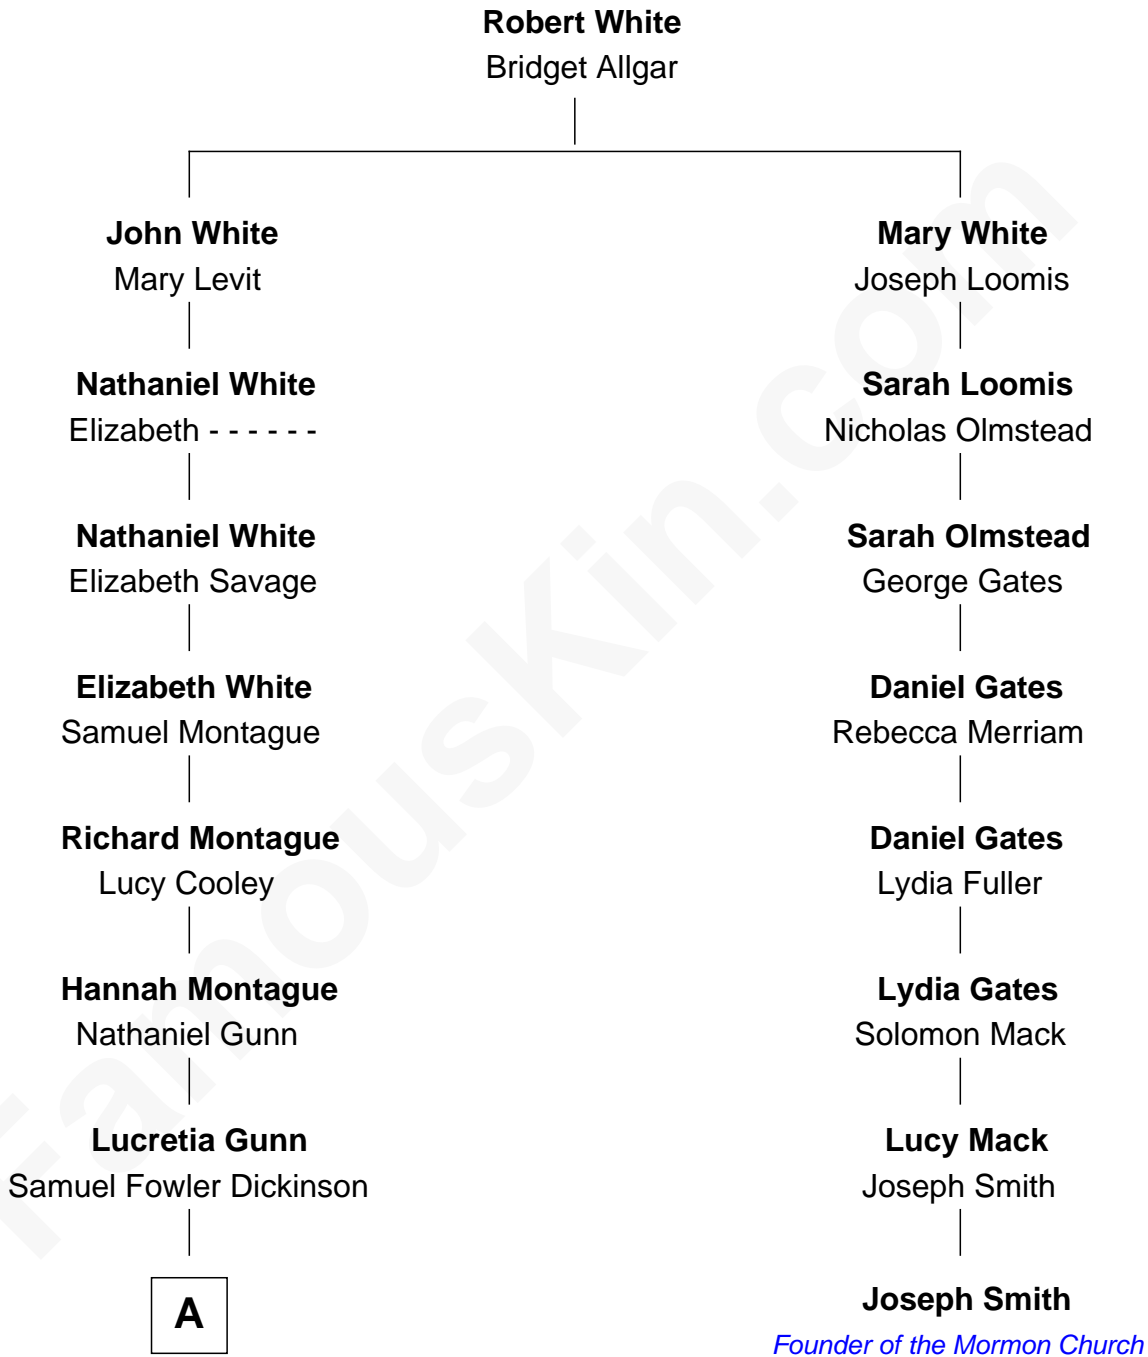 Robert White
Bridget Allgar
John White
Mary Levit
Mary White
Joseph Loomis
Nathaniel White
Elizabeth - - - - - -
Sarah Loomis
Nicholas Olmstead
Nathaniel White
Elizabeth Savage
Sarah Olmstead
George Gates
Elizabeth White
Samuel Montague
Daniel Gates
Rebecca Merriam
Richard Montague
Lucy Cooley
Daniel Gates
Lydia Fuller
Hannah Montague
Nathaniel Gunn
Lydia Gates
Solomon Mack
Lucretia Gunn
Samuel Fowler Dickinson
Lucy Mack
Joseph Smith
A
Joseph Smith
Founder of the Mormon Church
FamousKin.com